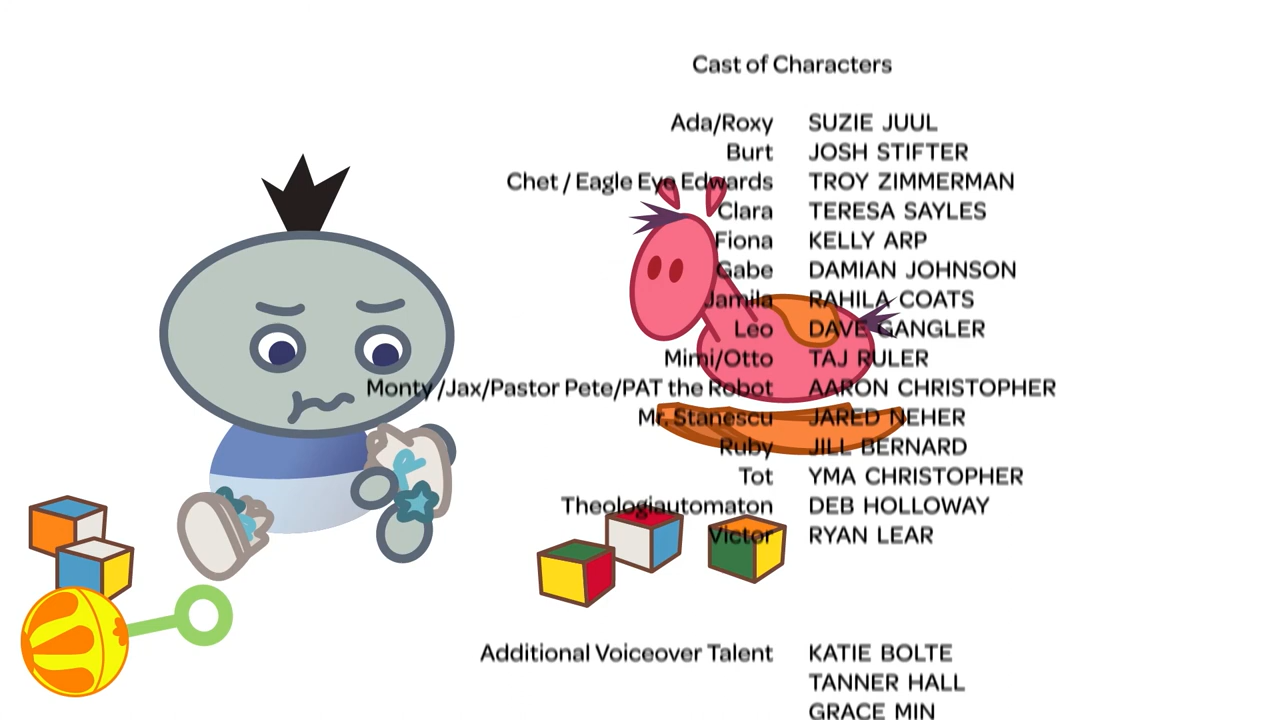 Cast of Characters
Ada/Roxy SUZIE JUUL
Burt JOSH STIFTER
Chet / Eagle Eye Edwards TROY ZIMMERMAN
Clara TERESA SAYLES
Fiona KELLY ARP
Gabe DAMIAN JOHNSON
Jamila RAHILA COATS
Leo DAVE GANGLER
Mimi/Otto TAJ RULER
Monty /Jax/Pastor Pete/PAT the Robot AARON CHRISTOPHER
Mr. Stanescu JARED NEHER
Ruby JILL BERNARD
Tot YMA CHRISTOPHER
Theologiautomaton DEB HOLLOWAY
Victor RYAN LEAR
Additional Voiceover Talent KATIE BOLTE
TANNER HALL
GRACE MIN